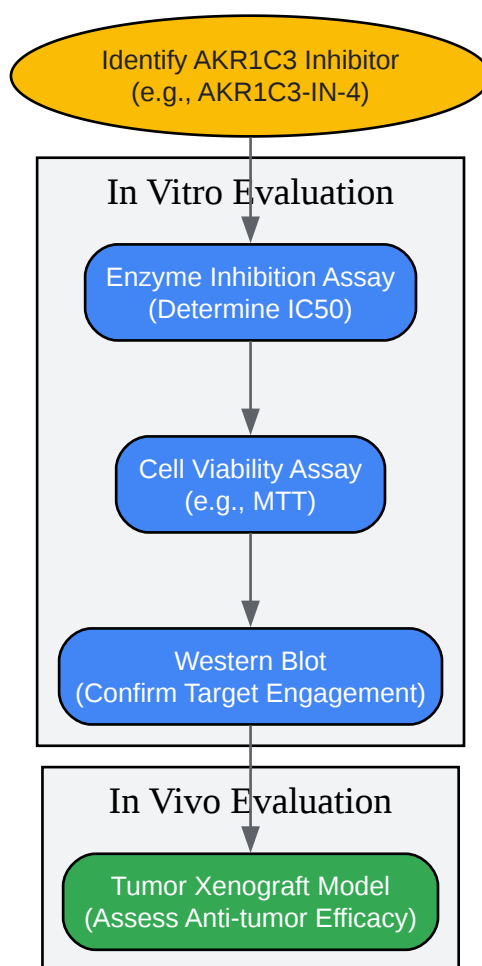 Identify AKR1C3 Inhibitor
(e.g., AKR1C3-IN-4)
In Vitro Evaluation
Enzyme Inhibition Assay
(Determine IC50)
Cell Viability Assay
(e.g., MTT)
Western Blot
(Confirm Target Engagement)
In Vivo Evaluation
Tumor Xenograft Model
(Assess Anti-tumor Efficacy)